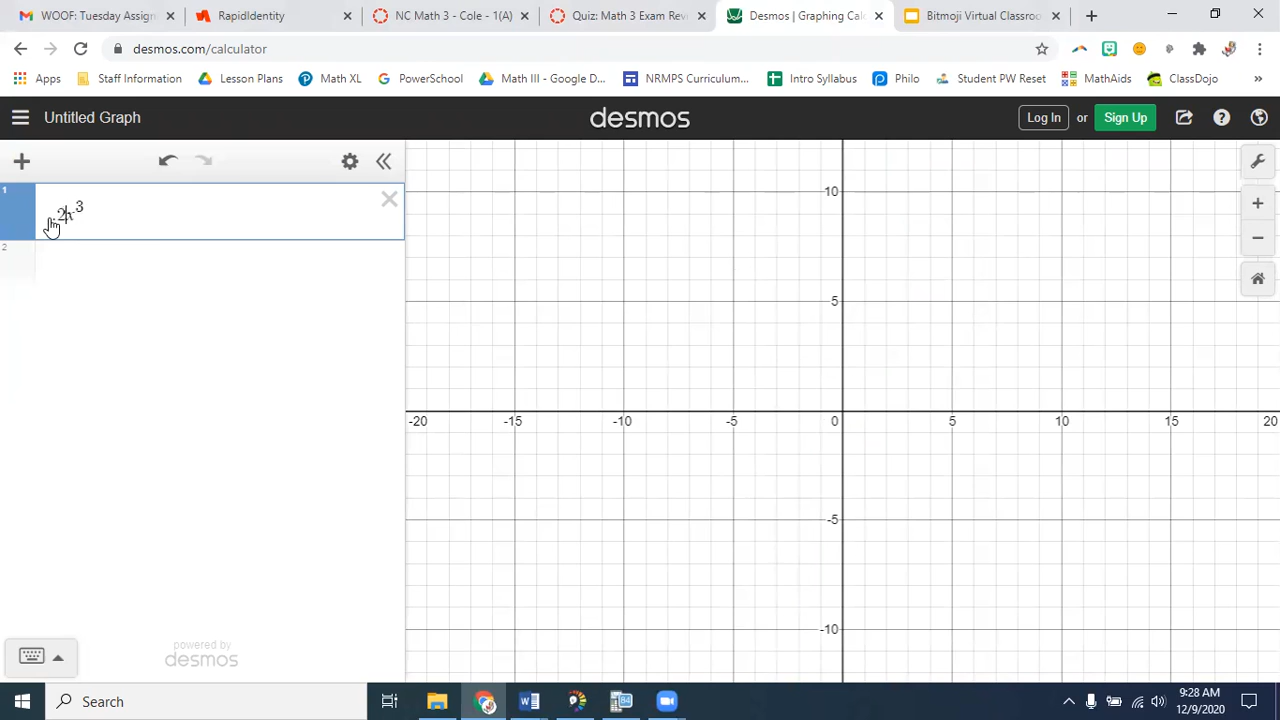 WOOF: Tuesday Assign
RapidIdentity
NC Math 3 - Cole - 1(A)
Quiz: Math 3 Exam Rev
Desmos | Graphing Calc
Bitmoji Virtual Classroo
desmos.com/calculator
Apps
Staff Information
Lesson Plans
Math XL
PowerSchool
Math III - Google D...
NRMPS Curriculum...
Intro Syllabus
Philo
Student PW Reset
MathAids
ClassDojo
»
Untitled Graph
desmos
Log In
or
Sign Up
1
2x³
2
10
5
-20
-15
-10
-5
0
5
10
15
20
-5
-10
powered by
desmos
Search
9:28 AM
12/9/2020